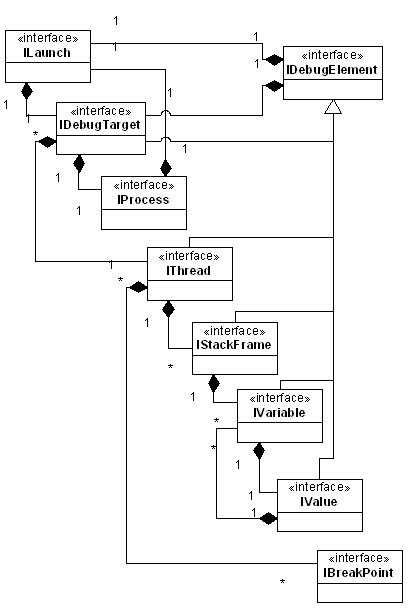 1
«interface»
ILaunch
1
1
«interface»
IDebugElement
1
1
1
1
«interface»
IDebugTarget
1
*
1
1
«interface»
IProcess
1
«interface»
IThread
1
*
1
«interface»
IStackFrame
*
1
«interface»
IVariable
*
*
1
«interface»
IValue
1
1
«interface»
IBreakPoint
*